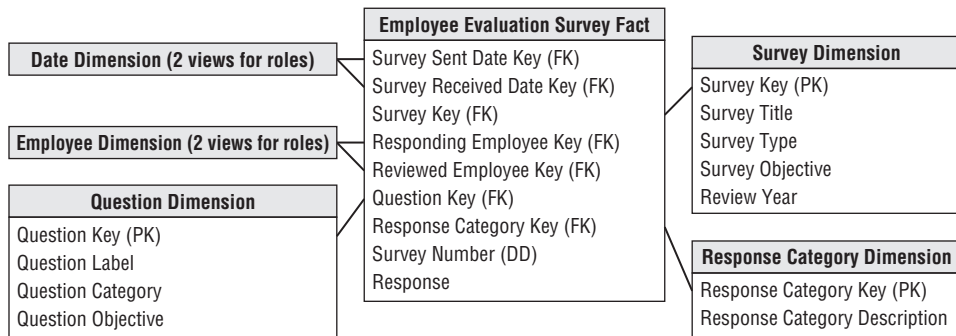 Date Dimension (2 views for roles)
Employee Dimension (2 views for roles)
Question Dimension
Question Key (PK)
Question Label
Question Category
Question Objective
Employee Evaluation Survey Fact
Survey Sent Date Key (FK)
Survey Received Date Key (FK)
Survey Key (FK)
Responding Employee Key (FK)
Reviewed Employee Key (FK)
Question Key (FK)
Response Category Key (FK)
Survey Number (DD)
Response
Survey Dimension
Survey Key (PK)
Survey Title
Survey Type
Survey Objective
Review Year
Response Category Dimension
Response Category Key (PK)
Response Category Description